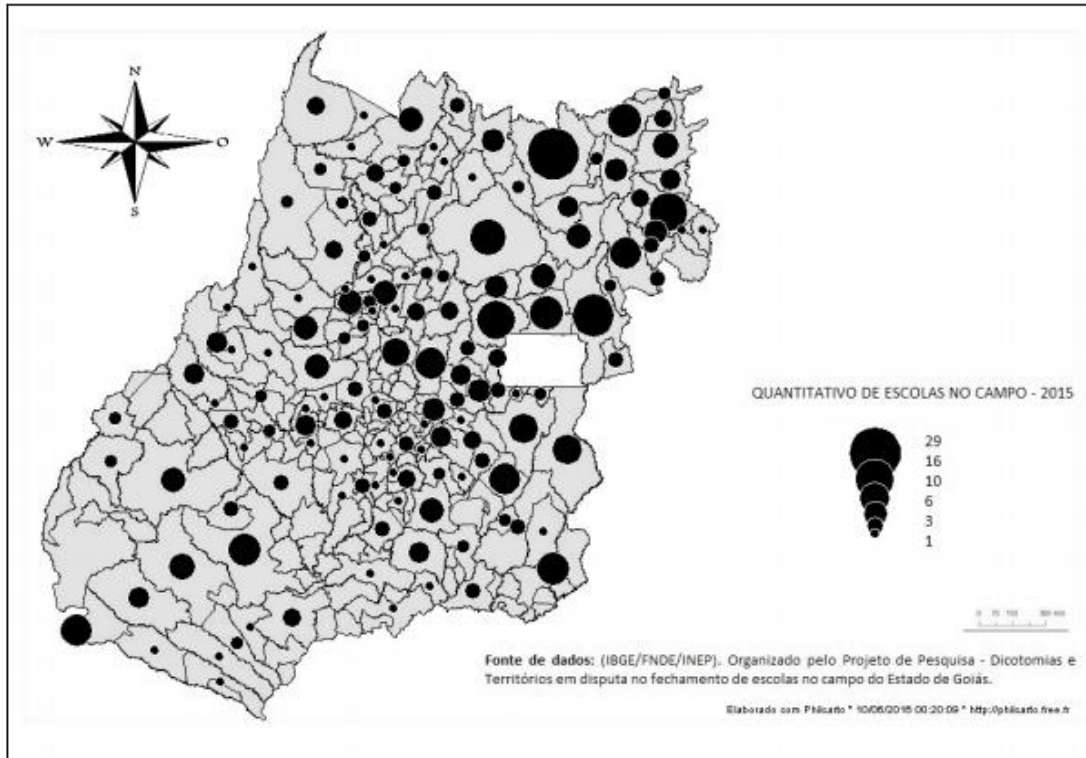 N
W
O
S
QUANTITATIVO DE ESCOLAS NO CAMPO - 2015
29
16
10
6
3
1
Fonte de dados: (IBGE/FNDE/INEP). Organizado pelo Projeto de Pesquisa - Dicotomias e
Territórios em disputa no fechamento de escolas no campo do Estado de Goiás.
Elaborado com Philcarto * 10/06/2016 00:20:09 * http://philcarto.free.fr